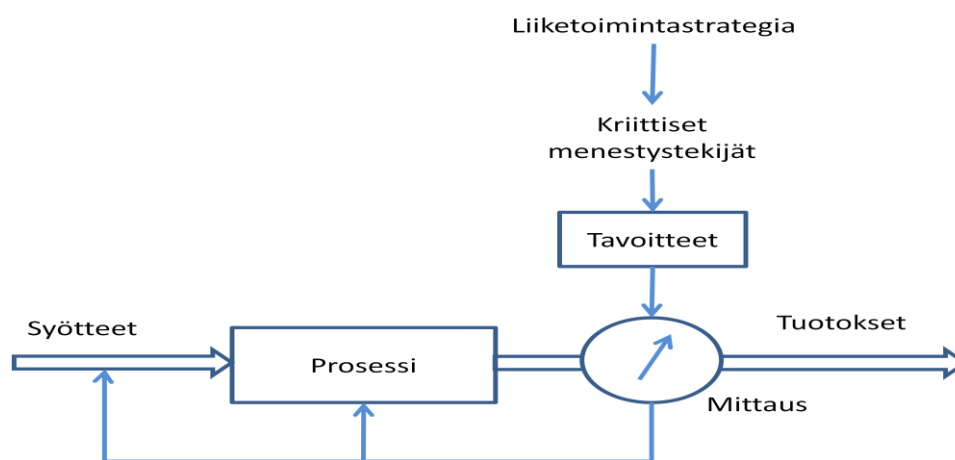 Liiketoimintastrategia
Kriittiset
menestystekijät
Tavoitteet
Syötteet
Prosessi
Tuotokset
Mittaus